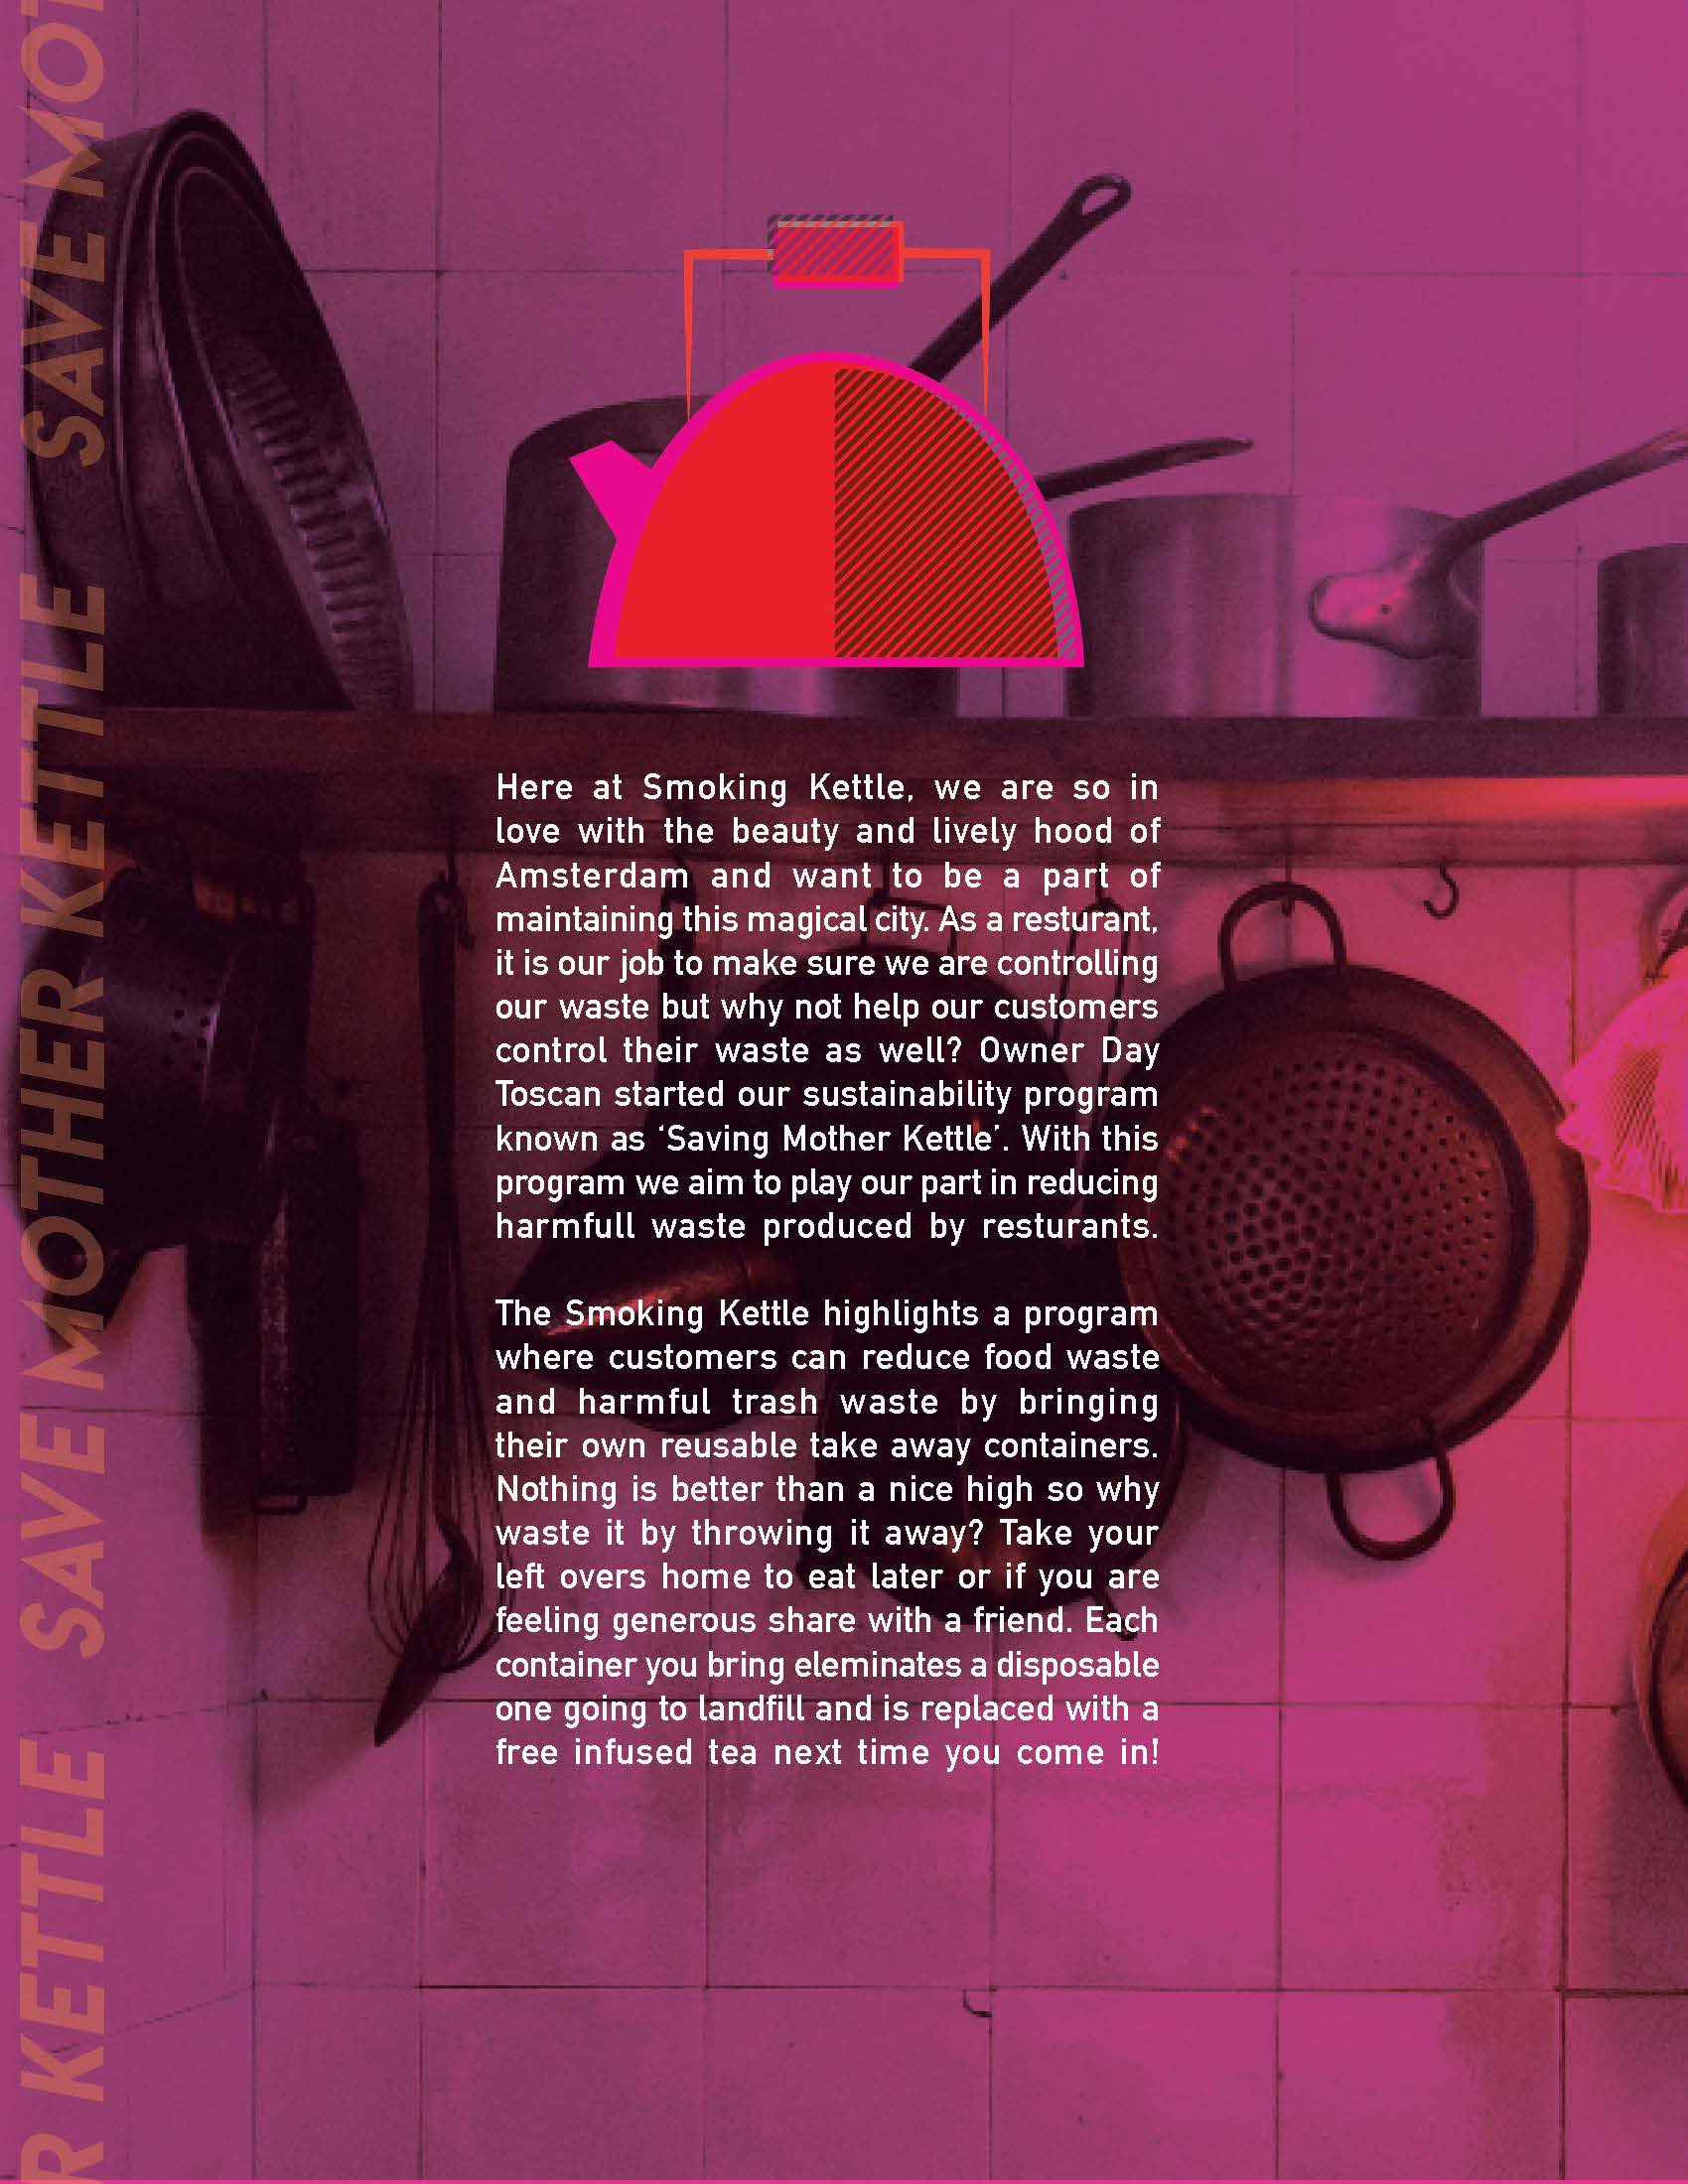 SAVE MOTHER KETTLE SAVE MOT
R KETTLE
Here at Smoking Kettle, we are so in
love with the beauty and lively hood of
Amsterdam and want to be a part of
maintaining this magical city. As a resturant,
it is our job to make sure we are controlling
our waste but why not help our customers
control their waste as well? Owner Day
Toscan started our sustainability program
known as ‘Saving Mother Kettle’. With this
program we aim to play our part in reducing
harmfull waste produced by resturants.
The Smoking Kettle highlights a program
where customers can reduce food waste
and harmful trash waste by bringing
their own reusable take away containers.
Nothing is better than a nice high so why
waste it by throwing it away? Take your
left overs home to eat later or if you are
feeling generous share with a friend. Each
container you bring eleminates a disposable
one going to landfill and is replaced with a
free infused tea next time you come in!